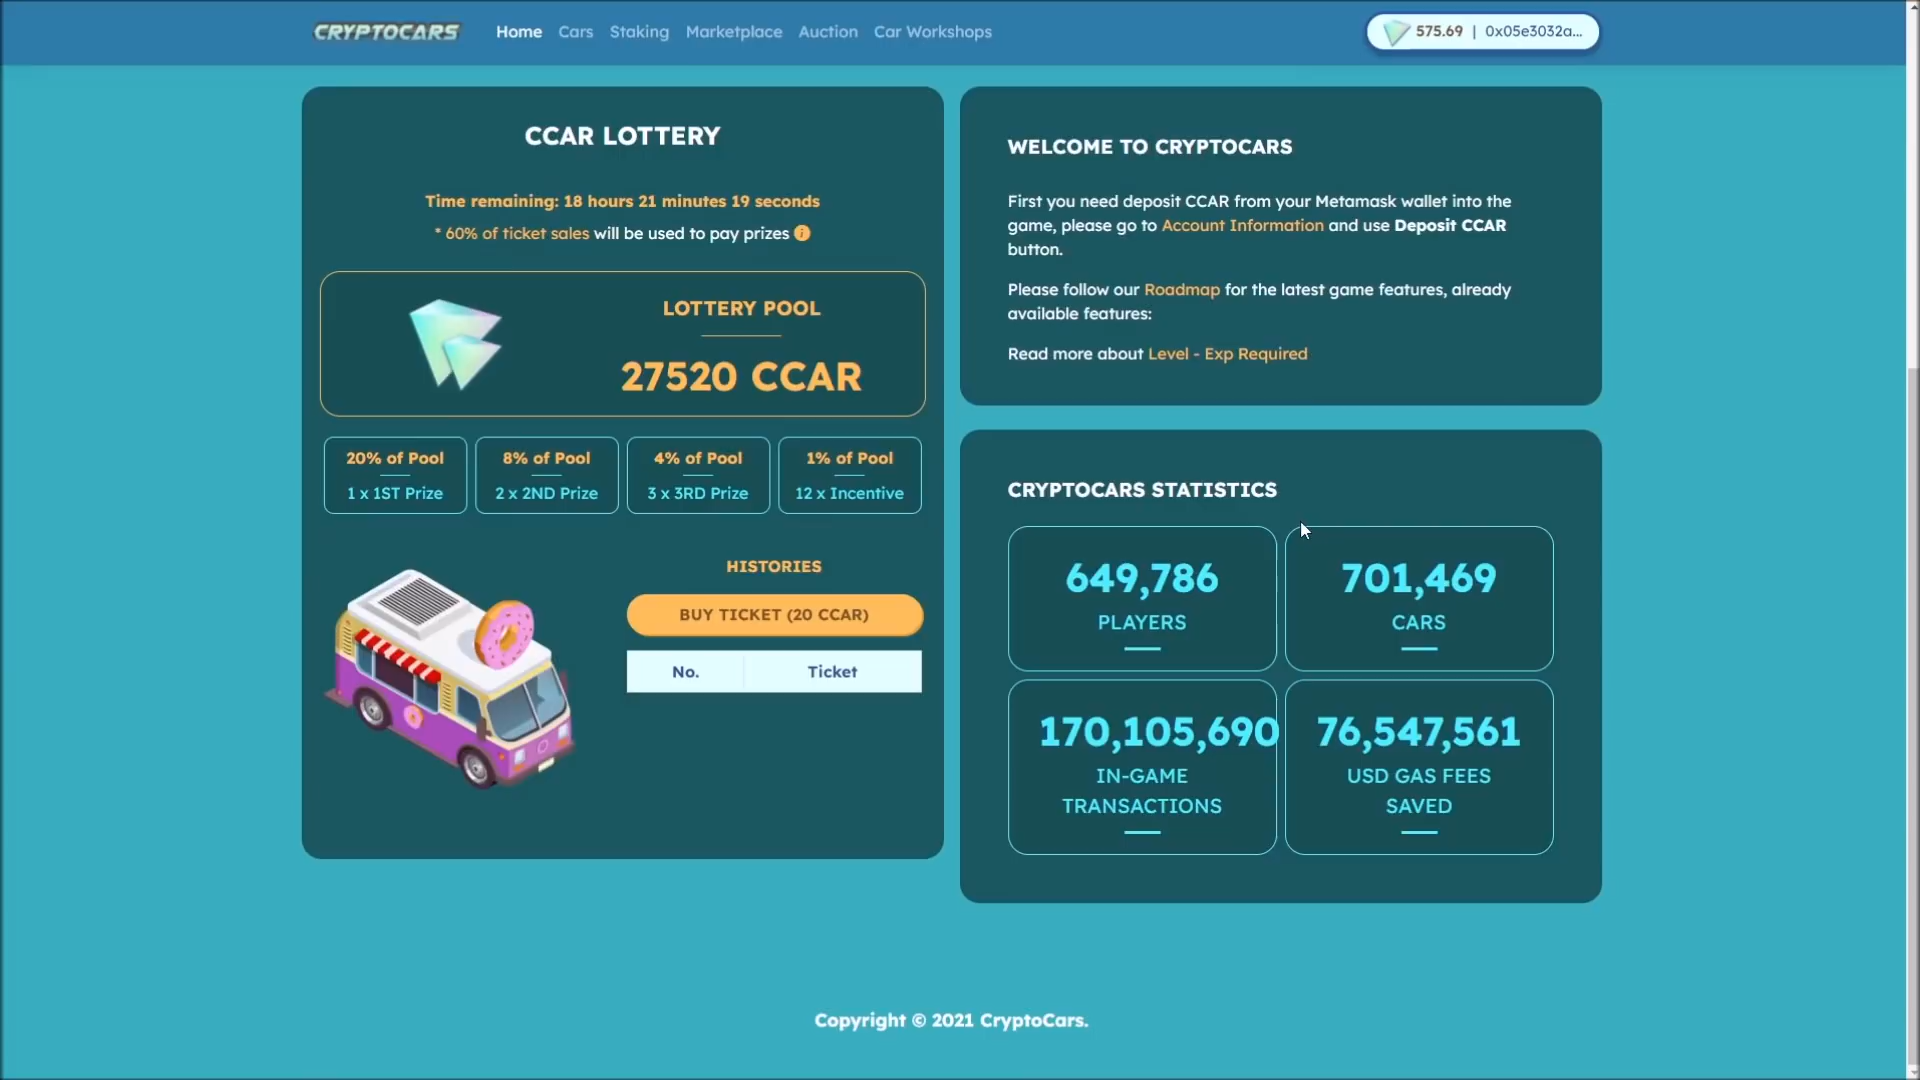 CRYPTOCARS
Home Cars Staking Marketplace Auction Car Workshops
575.69 | 0x05e3032a...
CCAR LOTTERY
Time remaining: 18 hours 21 minutes 19 seconds
* 60% of ticket sales will be used to pay prizes i
LOTTERY POOL
27520 CCAR
20% of Pool
1 x 1ST Prize
8% of Pool
2 x 2ND Prize
4% of Pool
3 x 3RD Prize
1% of Pool
12 x Incentive
HISTORIES
BUY TICKET (20 CCAR)
No. Ticket
WELCOME TO CRYPTOCARS
First you need deposit CCAR from your Metamask wallet into the
game, please go to Account Information and use Deposit CCAR
button.
Please follow our Roadmap for the latest game features, already
available features:
Read more about Level - Exp Required
CRYPTOCARS STATISTICS
649,786
PLAYERS
701,469
CARS
170,105,690
IN-GAME
TRANSACTIONS
76,547,561
USD GAS FEES
SAVED
Copyright © 2021 CryptoCars.